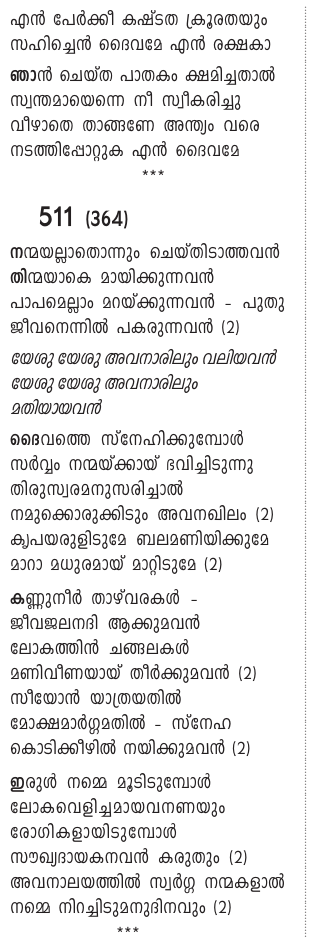 എൻ പേർക്കീ കഷ്ടത ക്രൂരതയും
സഹിച്ചെൻ ദൈവമേ എൻ രക്ഷകാ
ഞാൻ ചെയ്ത പാതകം ക്ഷമിച്ചതാൽ
സ്വന്തമായെന്നെ നീ സ്വീകരിച്ചു
വീഴാതെ താങ്ങണേ അന്ത്യം വരെ
നടത്തിപ്പോറ്റുക എൻ ദൈവമേ
***
511 (364)
നന്മയല്ലാതൊന്നും ചെയ്തിടാത്തവൻ
തിന്മയാകെ മായിക്കുന്നവൻ
പാപമെല്ലാം മറയ്ക്കുന്നവൻ - പുതു
ജീവനെന്നിൽ പകരുന്നവൻ (2)
യേശു യേശു അവനാരിലും വലിയവൻ
യേശു യേശു അവനാരിലും
മതിയായവൻ
ദൈവത്തെ സ്നേഹിക്കുമ്പോൾ
സർവ്വം നന്മയ്ക്കായ് ഭവിച്ചിടുന്നു
തിരുസ്വരമനുസരിച്ചാൽ
നമുക്കൊരുക്കിടും അവനഖിലം (2)
കൃപയരുളിടുമേ ബലമണിയിക്കുമേ
മാറാ മധുരമായ് മാറ്റിടുമേ (2)
കണ്ണുനീർ താഴ്വരകൾ -
ജീവജലനദി ആക്കുമവൻ
ലോകത്തിൻ ചങ്ങലകൾ
മണിവീണയായ് തീർക്കുമവൻ (2)
സീയോൻ യാത്രയതിൽ
മോക്ഷമാർഗ്ഗമതിൽ - സ്നേഹ
കൊടിക്കീഴിൽ നയിക്കുമവൻ (2)
ഇരുൾ നമ്മെ മൂടിടുമ്പോൾ
ലോകവെളിച്ചമായവനണയും
രോഗികളായിടുമ്പോൾ
സൗഖ്യദായകനവൻ കരുതും (2)
അവനാലയത്തിൽ സ്വർഗ്ഗ നന്മകളാൽ
നമ്മെ നിറച്ചിടുമനുദിനവും (2)
***